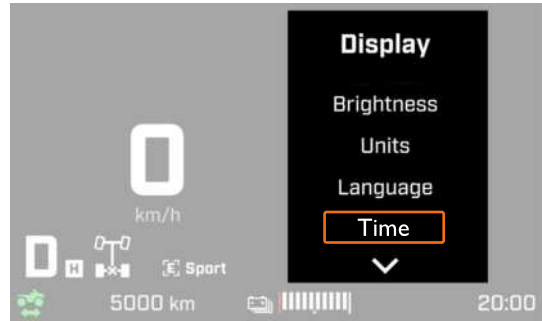 Display
Brightness
Units
Language
Time
0
km/h
D H [E] Sport
5000 km
20:00